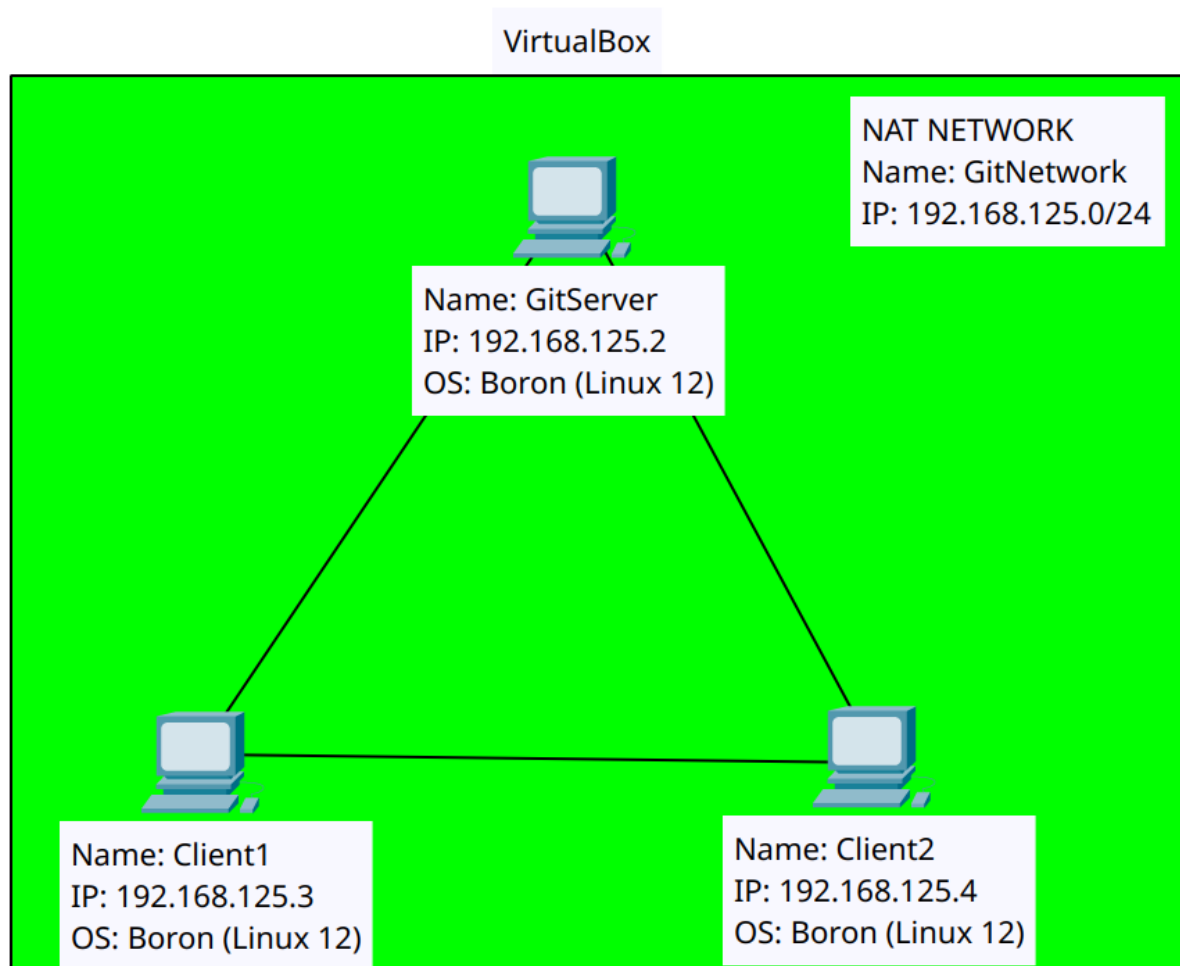 VirtualBox
NAT NETWORK
Name: GitNetwork
IP: 192.168.125.0/24
Name: GitServer
IP: 192.168.125.2
OS: Boron (Linux 12)
Name: Client1
IP: 192.168.125.3
OS: Boron (Linux 12)
Name: Client2
IP: 192.168.125.4
OS: Boron (Linux 12)